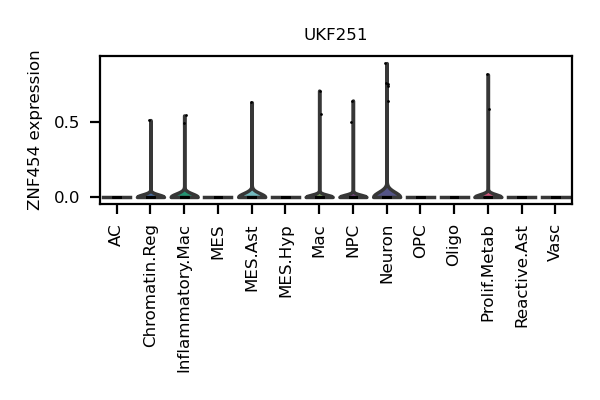 UKF251
ZNF454 expression
0.5
0.0
AC
Chromatin.Reg
Inflammatory.Mac
MES
MES.Ast
MES.Hyp
Mac
NPC
Neuron
OPC
Oligo
Prolif.Metab
Reactive.Ast
Vasc